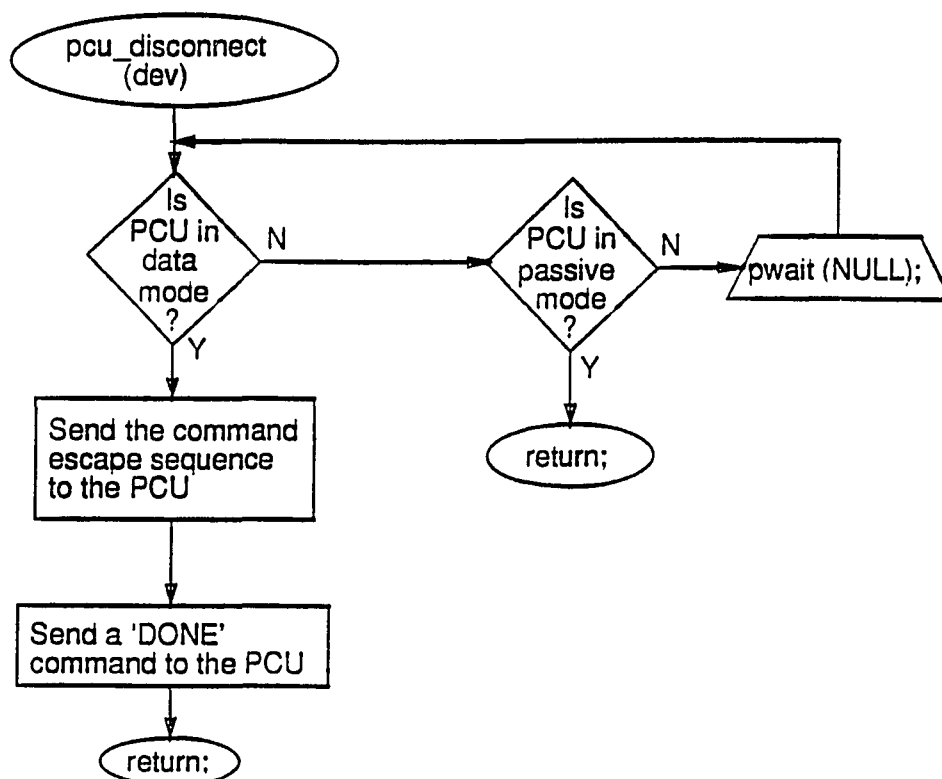 pcu_disconnect
(dev)
Is
PCU in
data
mode
?
N
Y
Is
PCU in
passive
mode
?
N
Y
pwait (NULL);
return;
Send the command
escape sequence
to the PCU
Send a 'DONE'
command to the PCU
return;